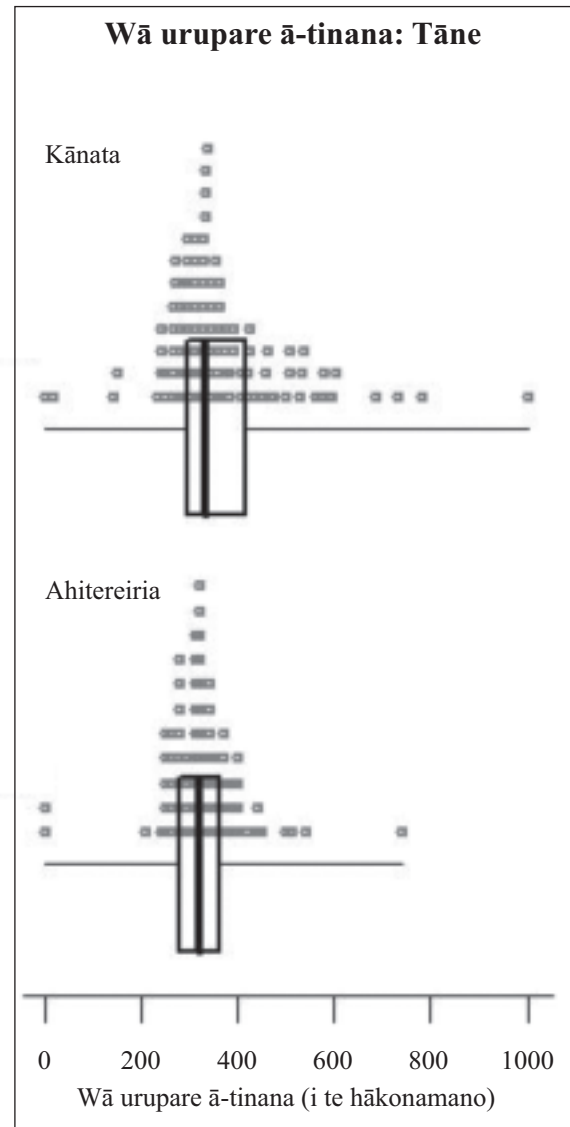 Wā urupare ā-tinana: Tāne
Kānata
Ahitereiria
0 200 400 600 800 1000
Wā urupare ā-tinana (i te hākonamano)